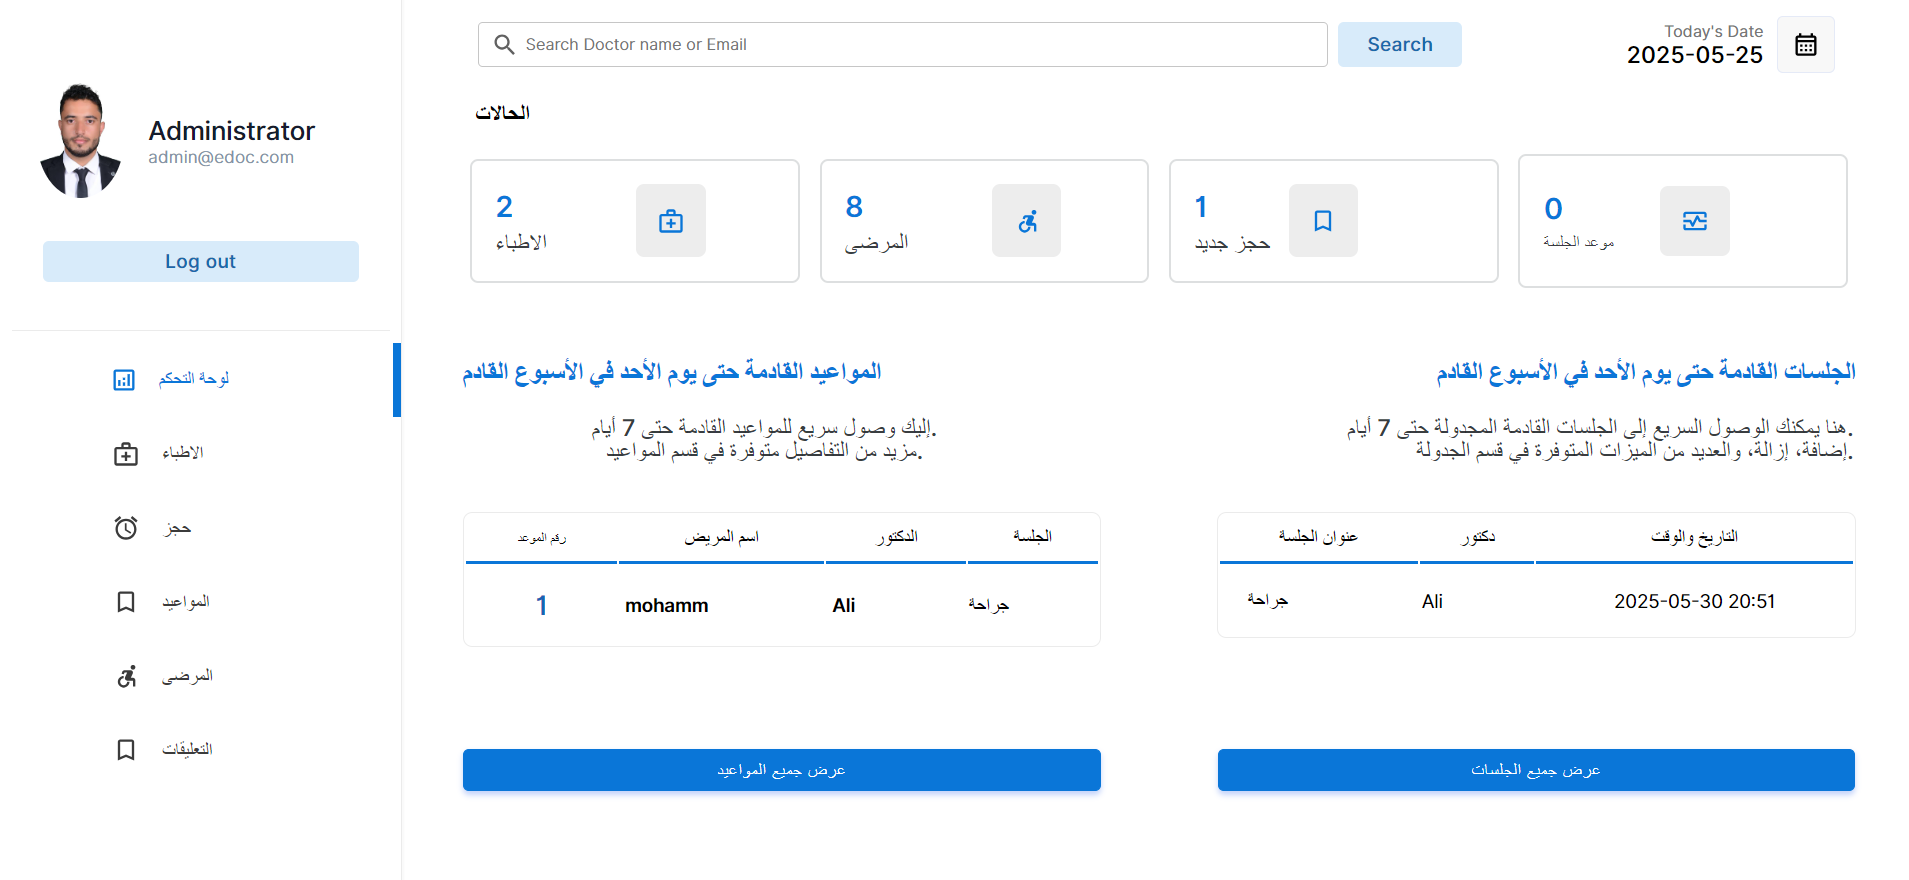 Administrator
admin@edoc.com
Log out
لوحة التحكم
الاطباء
حجز
المواعيد
المرضى
التعليقات
Search Doctor name or Email
Search
Today's Date
2025-05-25
الحالات
2
الاطباء
8
المرضى
1
حجز جديد
0
موعد الجلسة
المواعيد القادمة حتى يوم الأحد في الأسبوع القادم
إليك وصول سريع للمواعيد القادمة حتى 7 أيام.
مزيد من التفاصيل متوفرة في قسم المواعيد.
رقم الموعد
اسم المريض
الدكتور
الجلسة
1
mohamm
Ali
جراحة
عرض جميع المواعيد
الجلسات القادمة حتى يوم الأحد في الأسبوع القادم
هنا يمكنك الوصول السريع إلى الجلسات القادمة المجدولة حتى 7 أيام.
إضافة، إزالة، والعديد من الميزات المتوفرة في قسم الجدولة.
عنوان الجلسة
دكتور
التاريخ والوقت
جراحة
Ali
2025-05-30 20:51
عرض جميع الجلسات